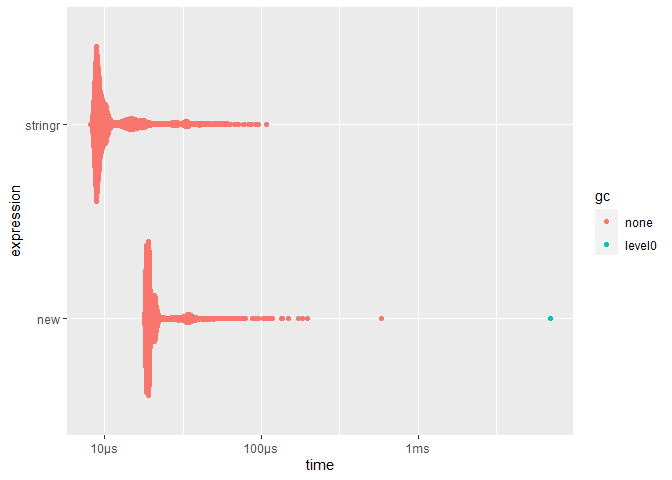 stringr
new
expression
10µs
100µs
1ms
time
gc
none
level0